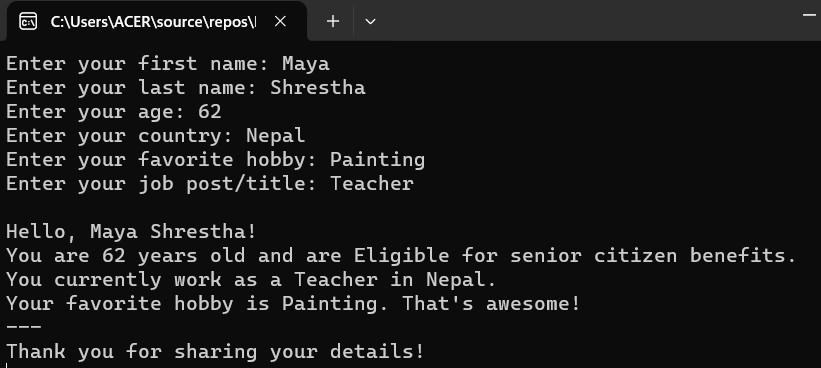 C:\Users\ACER\source\repos\
Enter your first name: Maya
Enter your last name: Shrestha
Enter your age: 62
Enter your country: Nepal
Enter your favorite hobby: Painting
Enter your job post/title: Teacher
Hello, Maya Shrestha!
You are 62 years old and are Eligible for senior citizen benefits.
You currently work as a Teacher in Nepal.
Your favorite hobby is Painting. That's awesome!
---
Thank you for sharing your details!